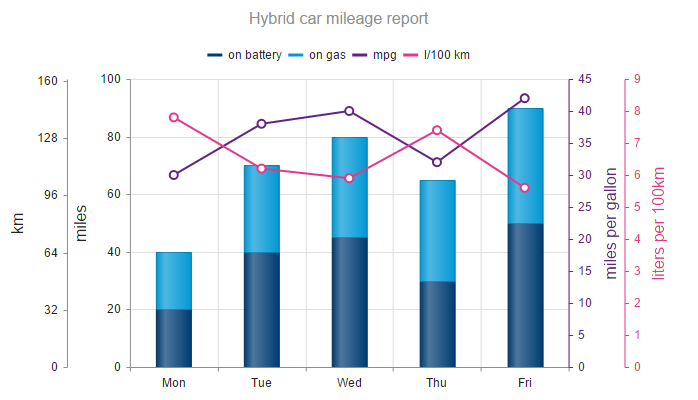 Hybrid car mileage report
on battery on gas mpg l/100 km
160 100 45 9
40 8
128 80 35 7
30 6
96 60 25 5
km miles miles per gallon liters per 100km
64 40 20 4
15 3
32 20 10 2
5 1
0 0 0 0
Mon Tue Wed Thu Fri